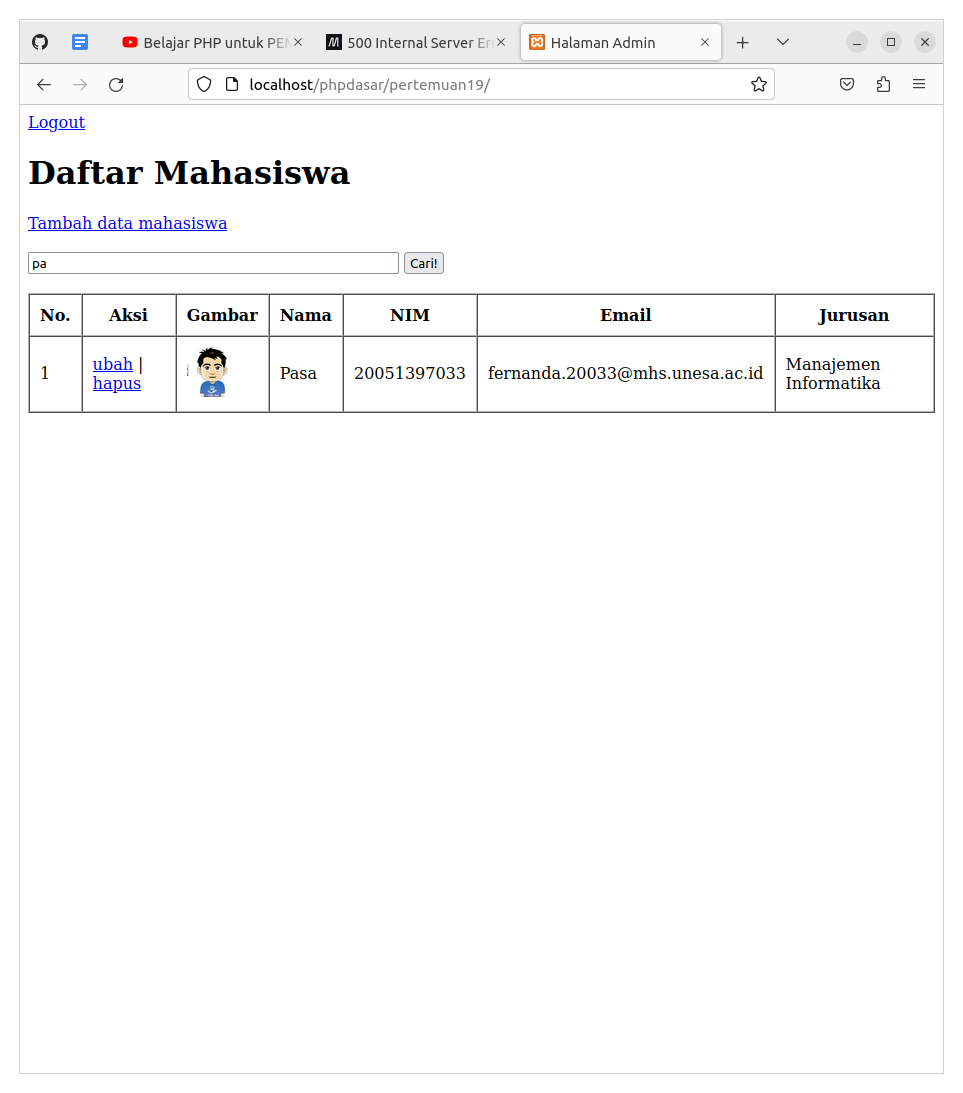 Belajar PHP untuk PEM
500 Internal Server Er
Halaman Admin
localhost/phpdasar/pertemuan19/
Logout
Daftar Mahasiswa
Tambah data mahasiswa
pa Cari!
No. Aksi Gambar Nama NIM Email Jurusan
1 ubah | hapus Pasa 20051397033 fernanda.20033@mhs.unesa.ac.id Manajemen Informatika